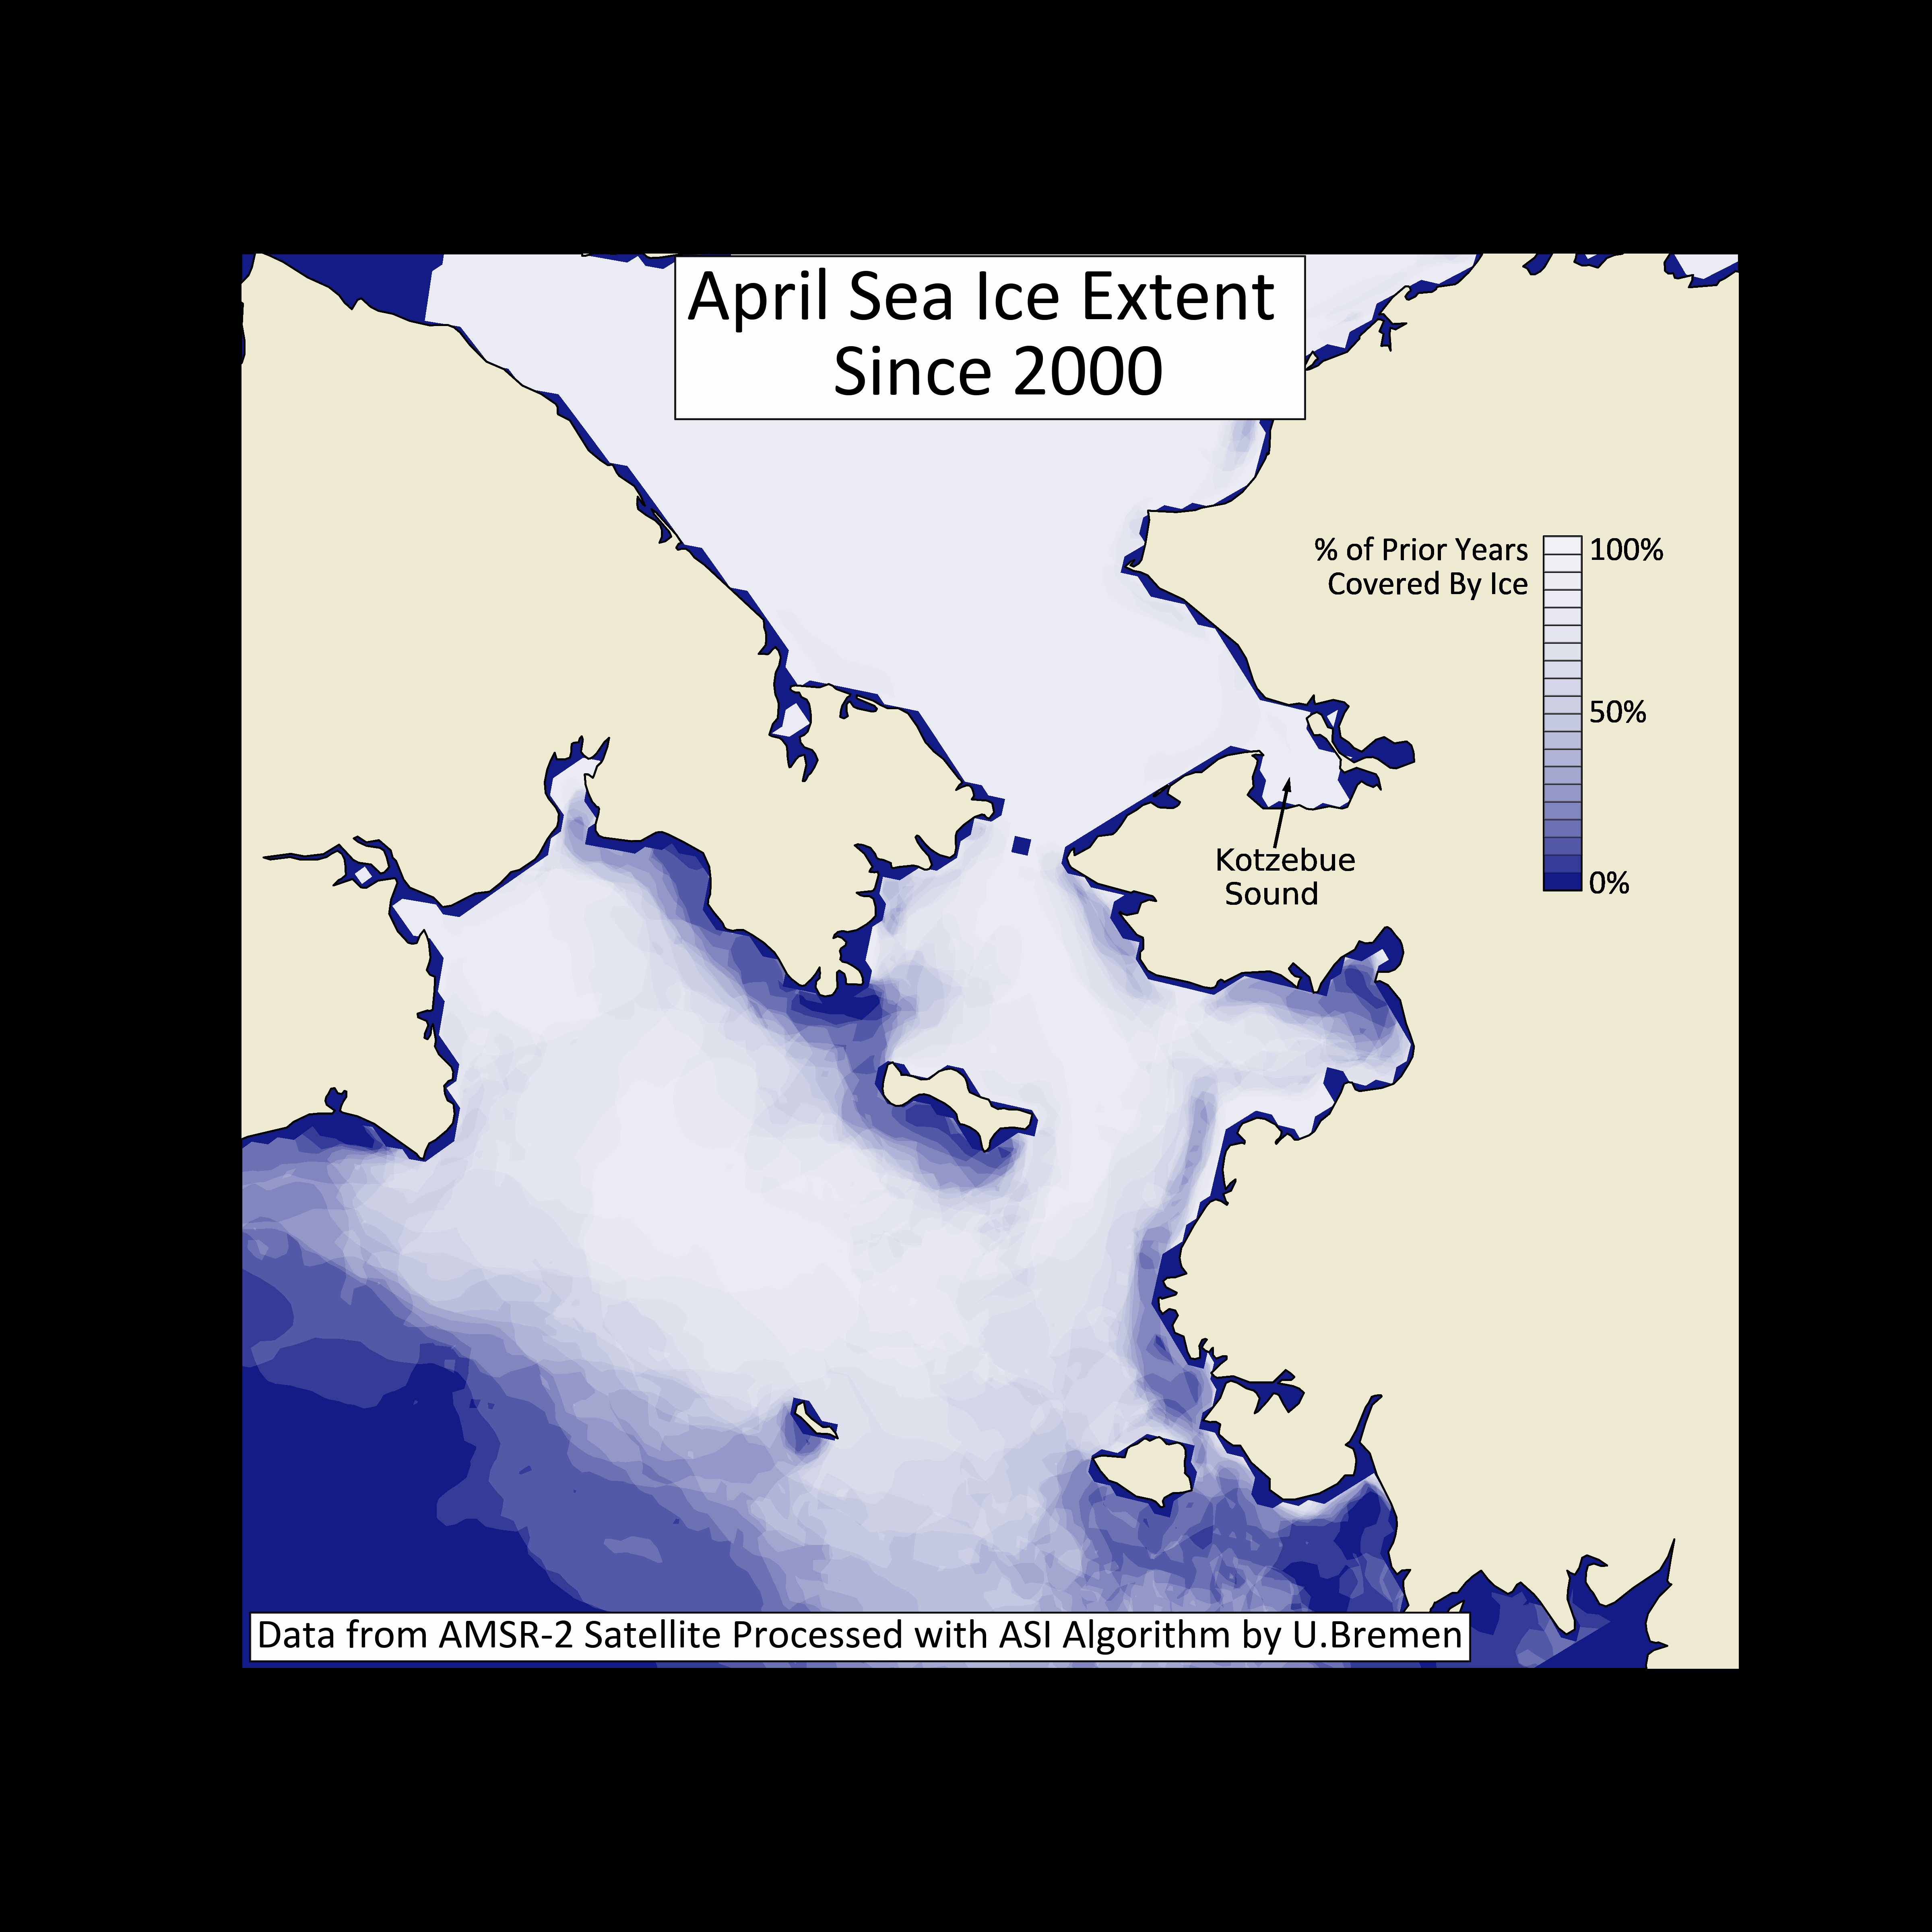 April Sea Ice Extent
Since 2000
% of Prior Years
Covered By Ice
100%
50%
0%
Kotzebue
Sound
Data from AMSR-2 Satellite Processed with ASI Algorithm by U.Bremen